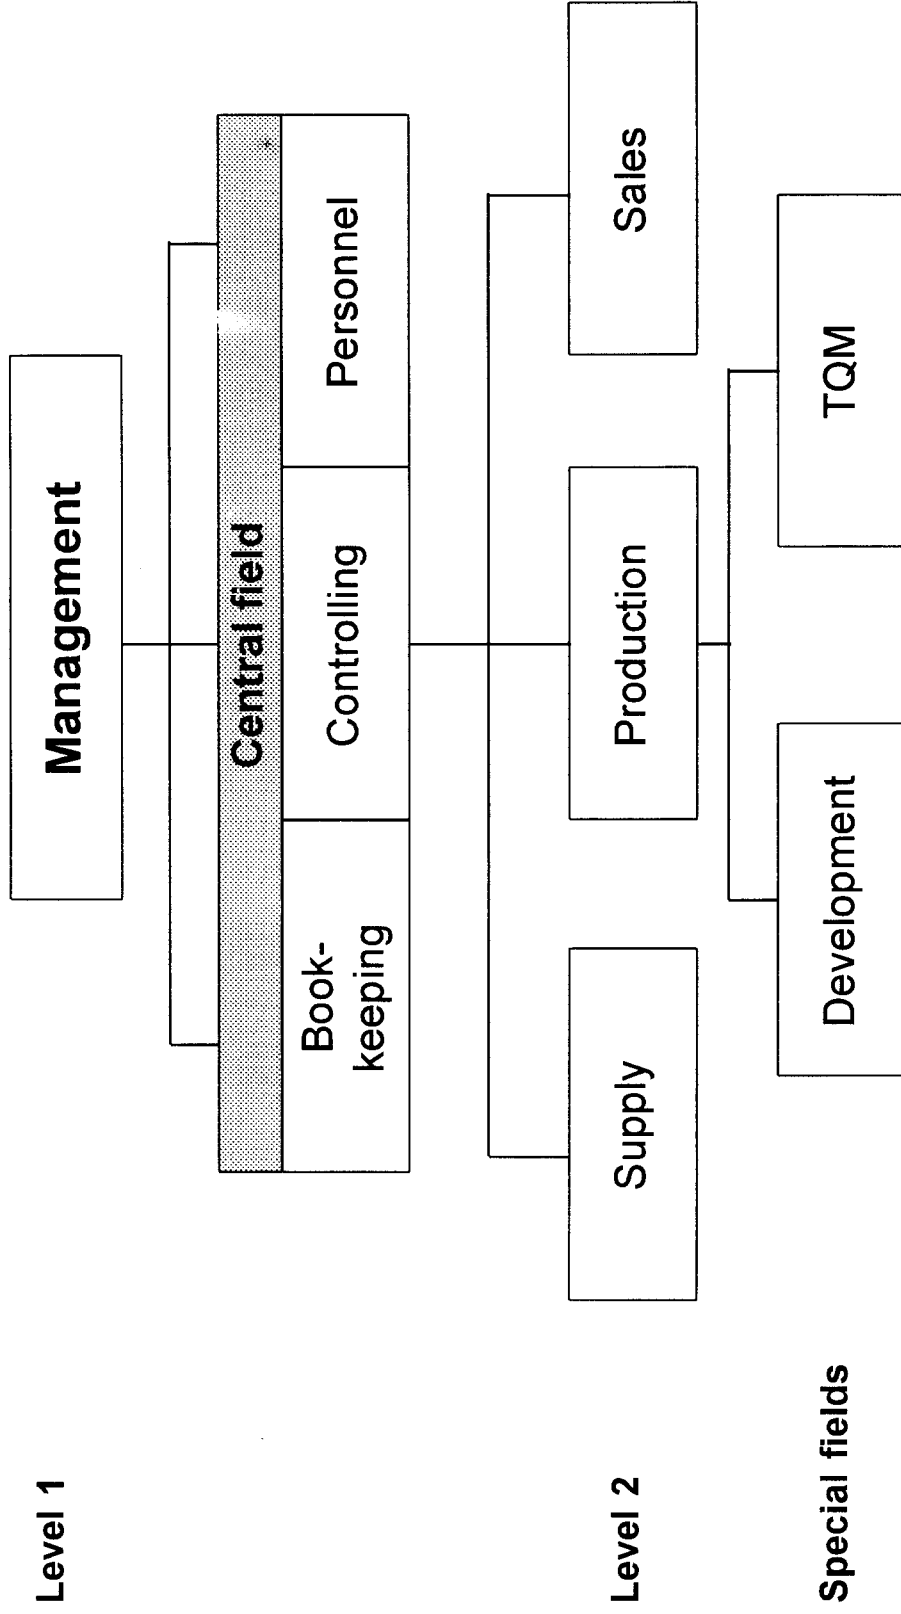 Level 1
Management
Central field
Book-
keeping
Controlling
Personnel
Level 2
Supply
Production
Sales
Special fields
Development
TQM